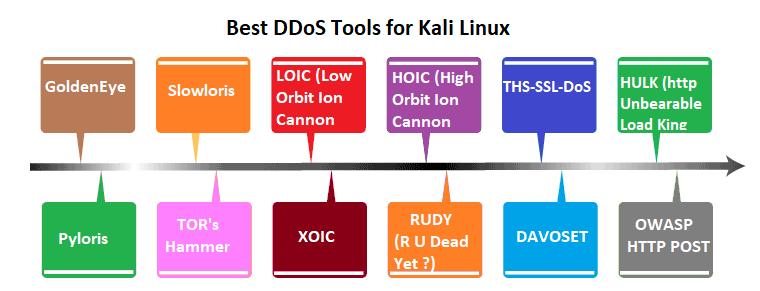 Best DDoS Tools for Kali Linux
GoldenEye
Slowloris
LOIC (Low
Orbit Ion
Cannon
HOIC (High
Orbit Ion
Cannon
THS-SSL-DoS
HULK (http
Unbearable
Load King
Pyloris
TOR's
Hammer
XOIC
RUDY
(R U Dead
Yet ?)
DAVOSET
OWASP
HTTP POST